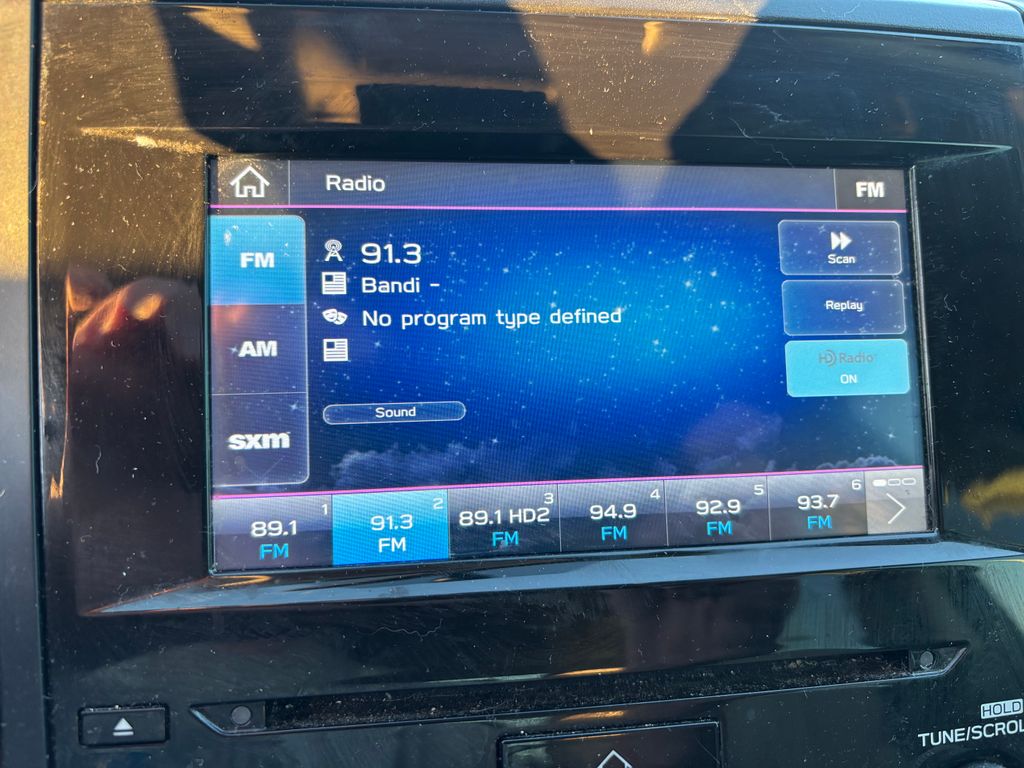 Radio
FM
FM
AM
sxm
91.3
Bandi -
No program type defined
Sound
Scan
Replay
HD Radio
ON
1
89.1
FM
2
91.3
FM
3
89.1 HD2
FM
4
94.9
FM
5
92.9
FM
6
93.7
FM
HOLD
TUNE/SCROL